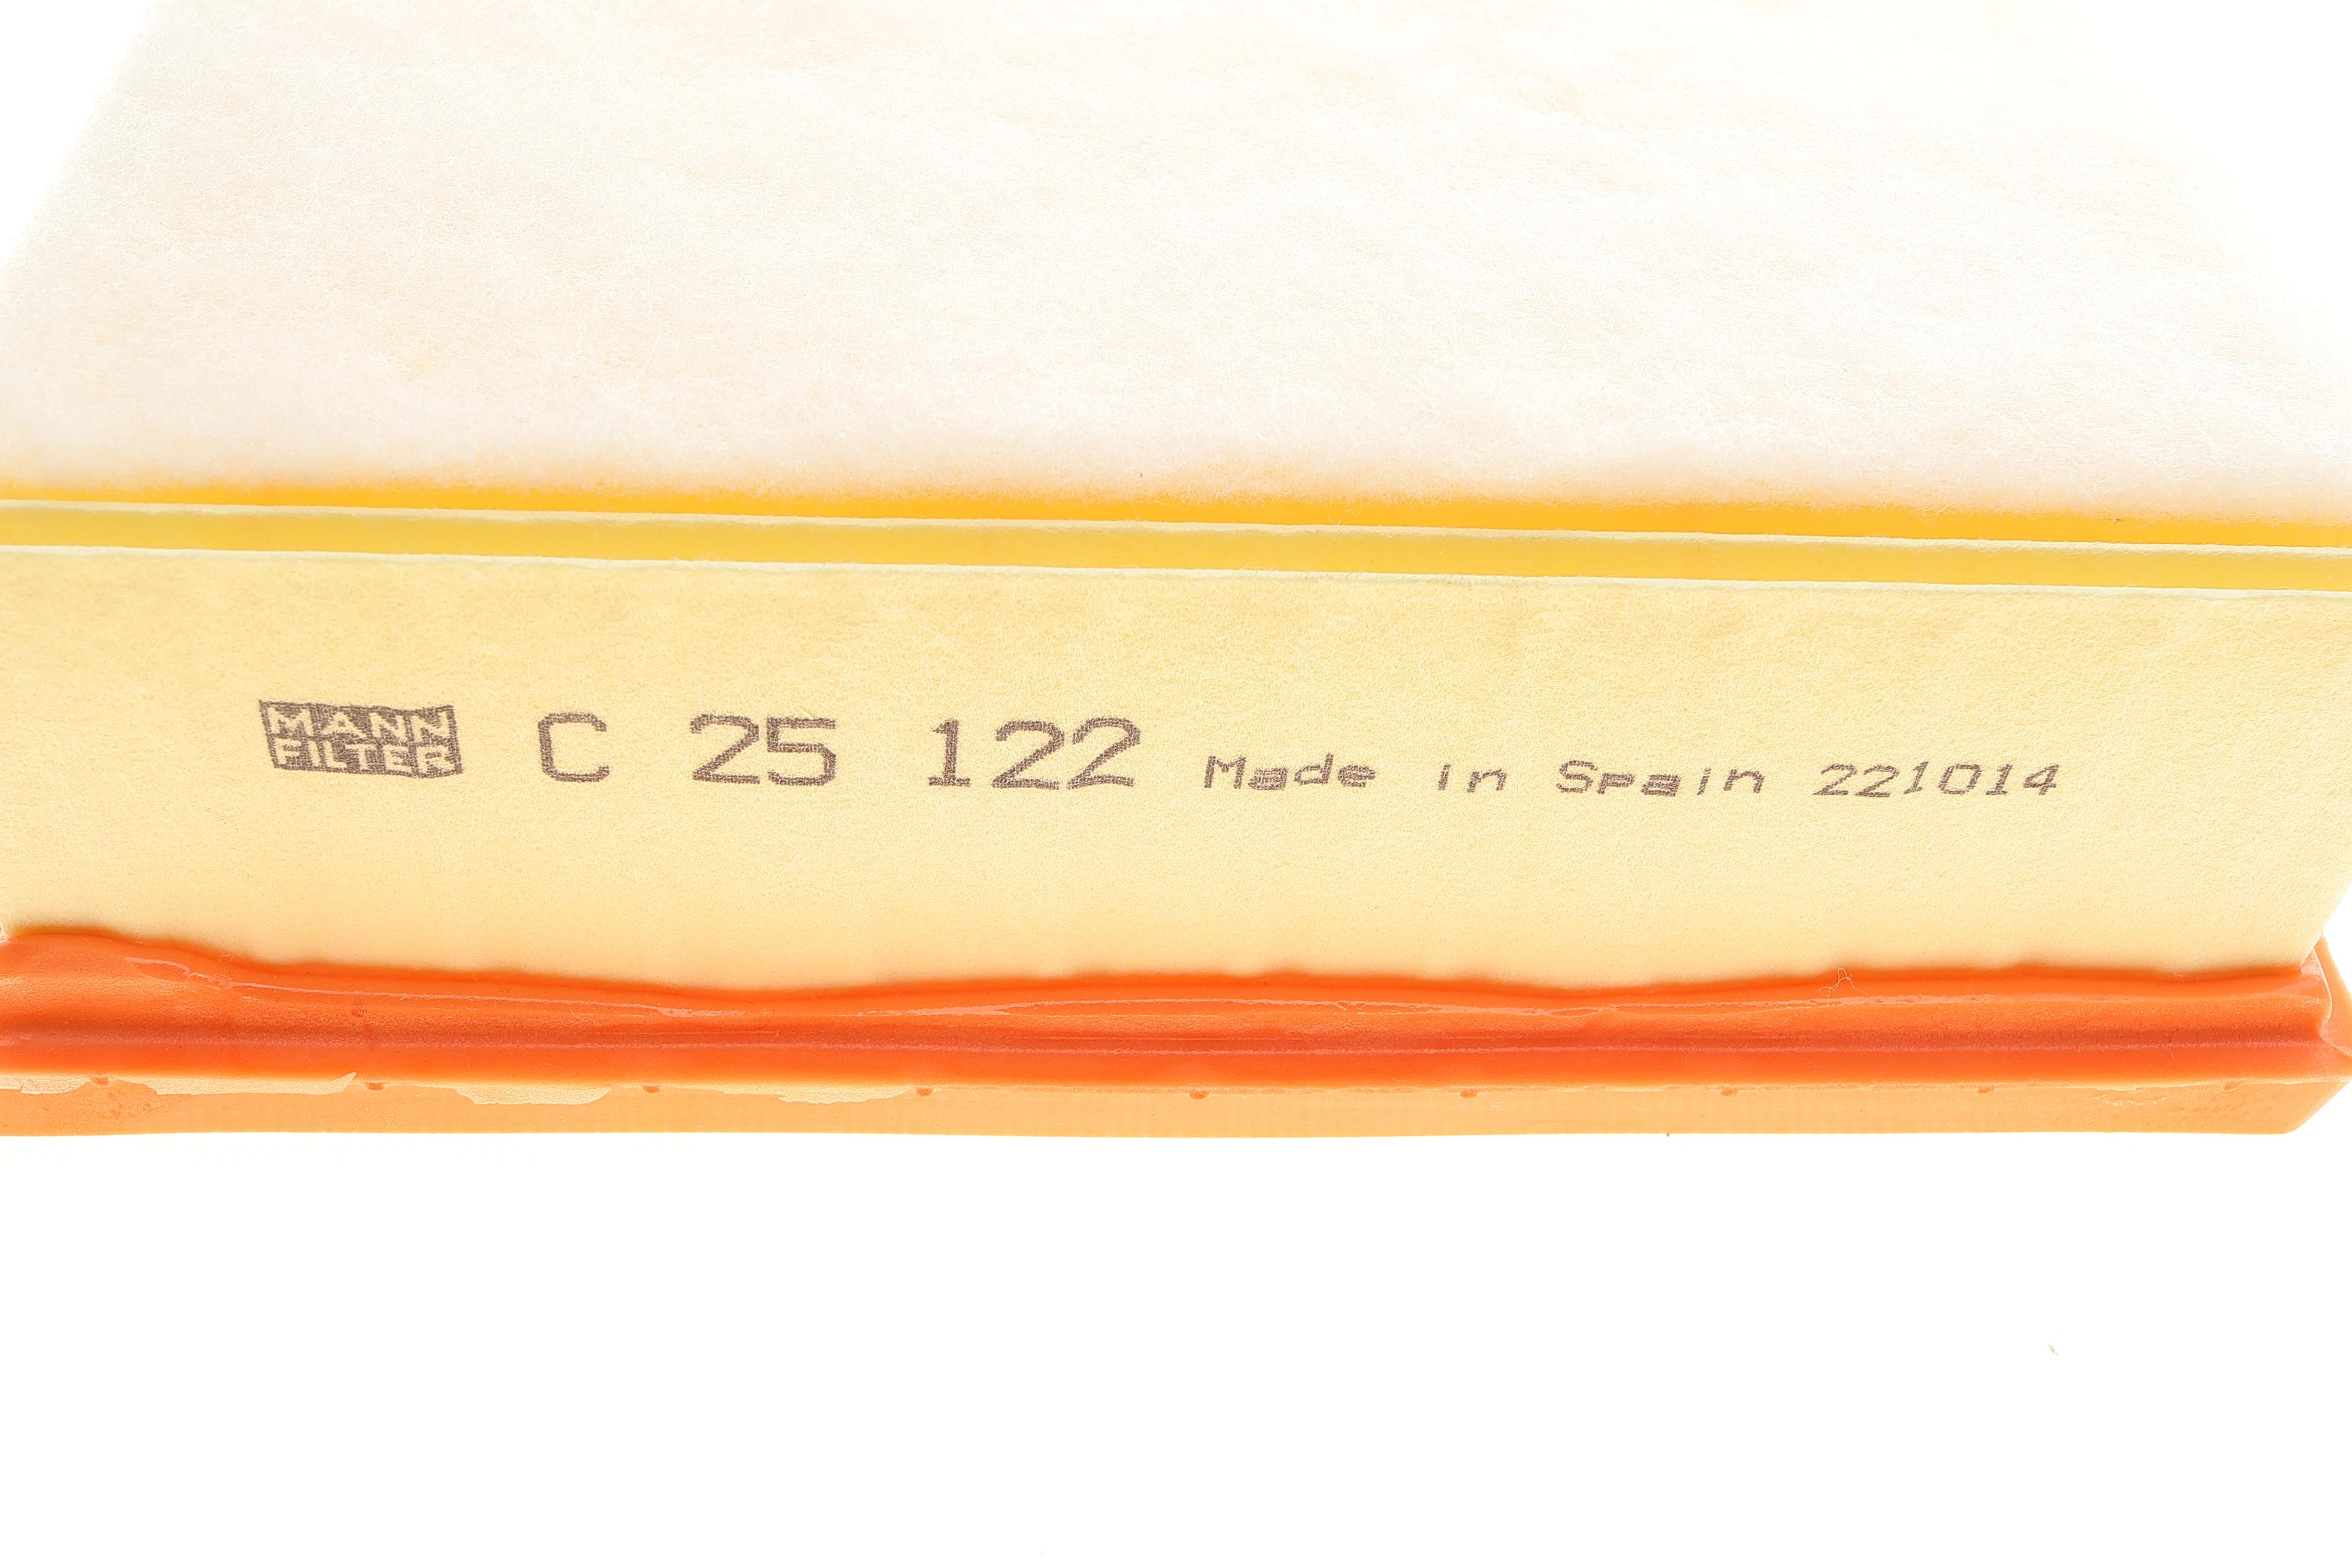 MANN
FILTER
C 25 122 Made in Spain 221014